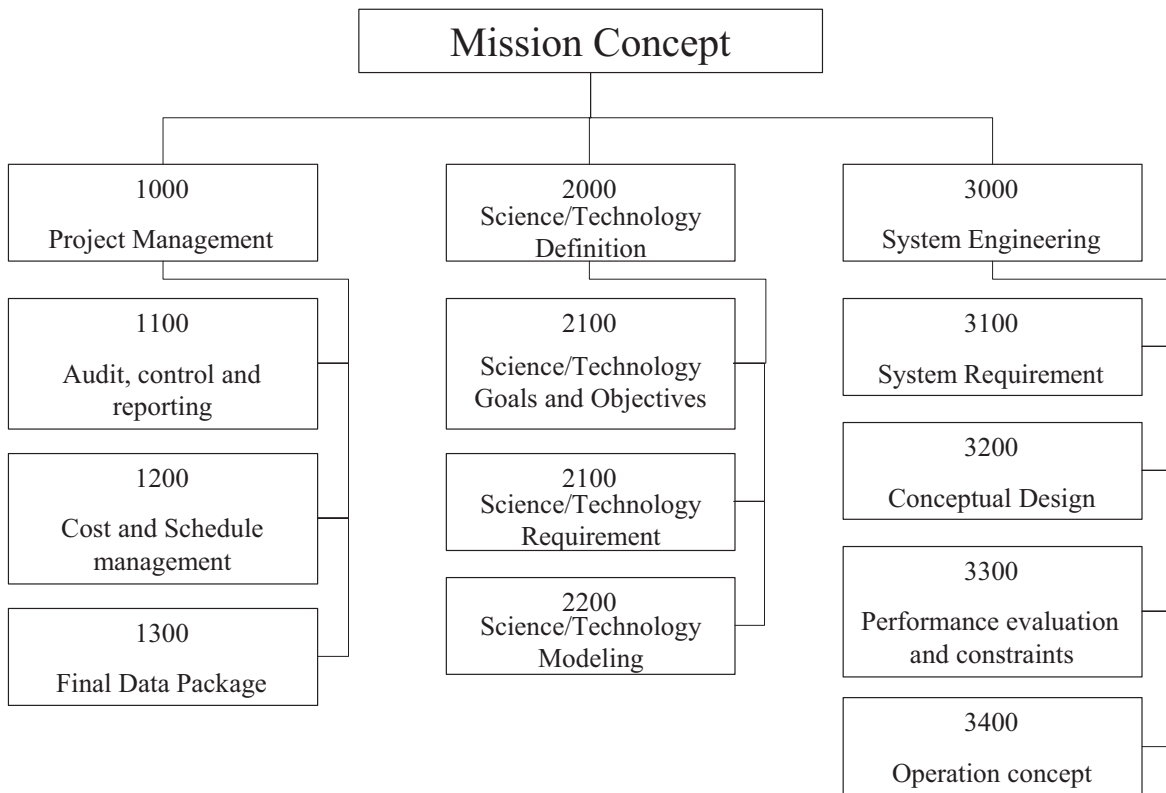 Mission Concept
1000
Project Management
1100
Audit, control and
reporting
1200
Cost and Schedule
management
1300
Final Data Package
2000
Science/Technology
Definition
2100
Science/Technology
Goals and Objectives
2100
Science/Technology
Requirement
2200
Science/Technology
Modeling
3000
System Engineering
3100
System Requirement
3200
Conceptual Design
3300
Performance evaluation
and constraints
3400
Operation concept